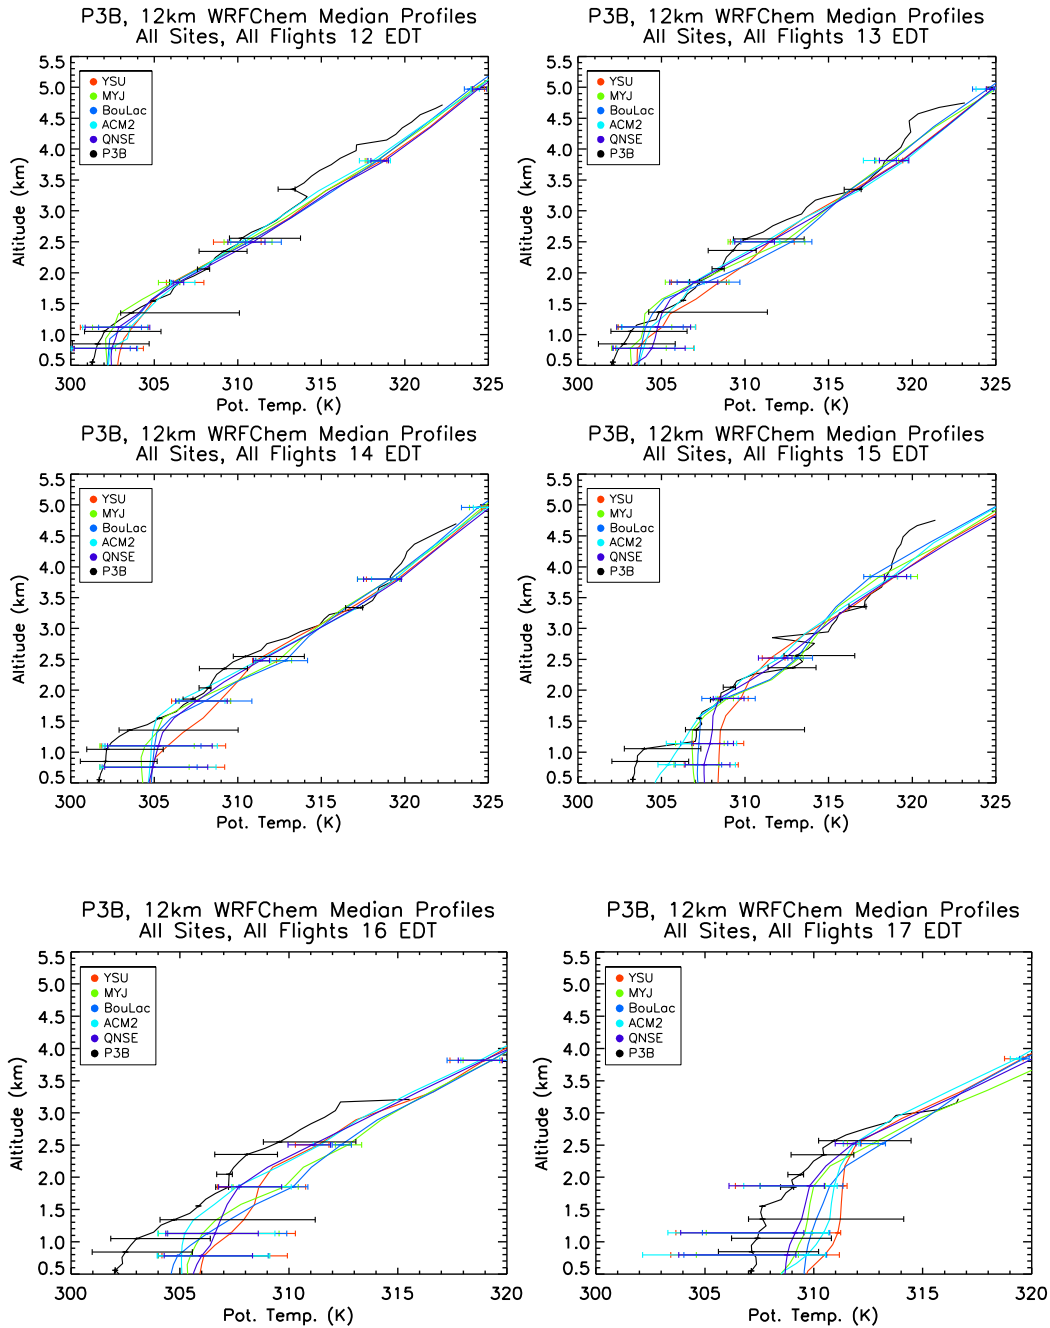 P3B, 12km WRFChem Median Profiles
All Sites, All Flights 12 EDT
5.5
5.0
4.5
4.0
3.5
3.0
2.5
2.0
1.5
1.0
0.5
Altitude (km)
YSU
MYJ
BouLac
ACM2
QNSE
P3B
300 305 310 315 320 325
Pot. Temp. (K)
P3B, 12km WRFChem Median Profiles
All Sites, All Flights 13 EDT
5.5
5.0
4.5
4.0
3.5
3.0
2.5
2.0
1.5
1.0
0.5
Altitude (km)
YSU
MYJ
BouLac
ACM2
QNSE
P3B
300 305 310 315 320 325
Pot. Temp. (K)
P3B, 12km WRFChem Median Profiles
All Sites, All Flights 14 EDT
5.5
5.0
4.5
4.0
3.5
3.0
2.5
2.0
1.5
1.0
0.5
Altitude (km)
YSU
MYJ
BouLac
ACM2
QNSE
P3B
300 305 310 315 320 325
Pot. Temp. (K)
P3B, 12km WRFChem Median Profiles
All Sites, All Flights 15 EDT
5.5
5.0
4.5
4.0
3.5
3.0
2.5
2.0
1.5
1.0
0.5
Altitude (km)
YSU
MYJ
BouLac
ACM2
QNSE
P3B
300 305 310 315 320 325
Pot. Temp. (K)
P3B, 12km WRFChem Median Profiles
All Sites, All Flights 16 EDT
5.5
5.0
4.5
4.0
3.5
3.0
2.5
2.0
1.5
1.0
0.5
Altitude (km)
YSU
MYJ
BouLac
ACM2
QNSE
P3B
300 305 310 315 320
Pot. Temp. (K)
P3B, 12km WRFChem Median Profiles
All Sites, All Flights 17 EDT
5.5
5.0
4.5
4.0
3.5
3.0
2.5
2.0
1.5
1.0
0.5
Altitude (km)
YSU
MYJ
BouLac
ACM2
QNSE
P3B
300 305 310 315 320
Pot. Temp. (K)